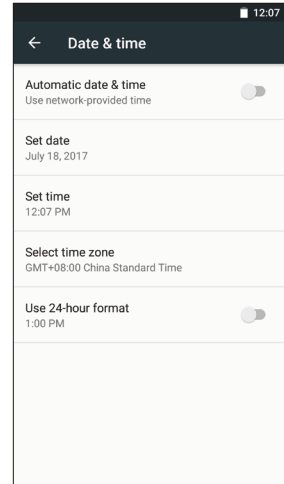 12:07
Date & time
Automatic date & time
Use network-provided time
Set date
July 18, 2017
Set time
12:07 PM
Select time zone
GMT+08:00 China Standard Time
Use 24-hour format
1:00 PM